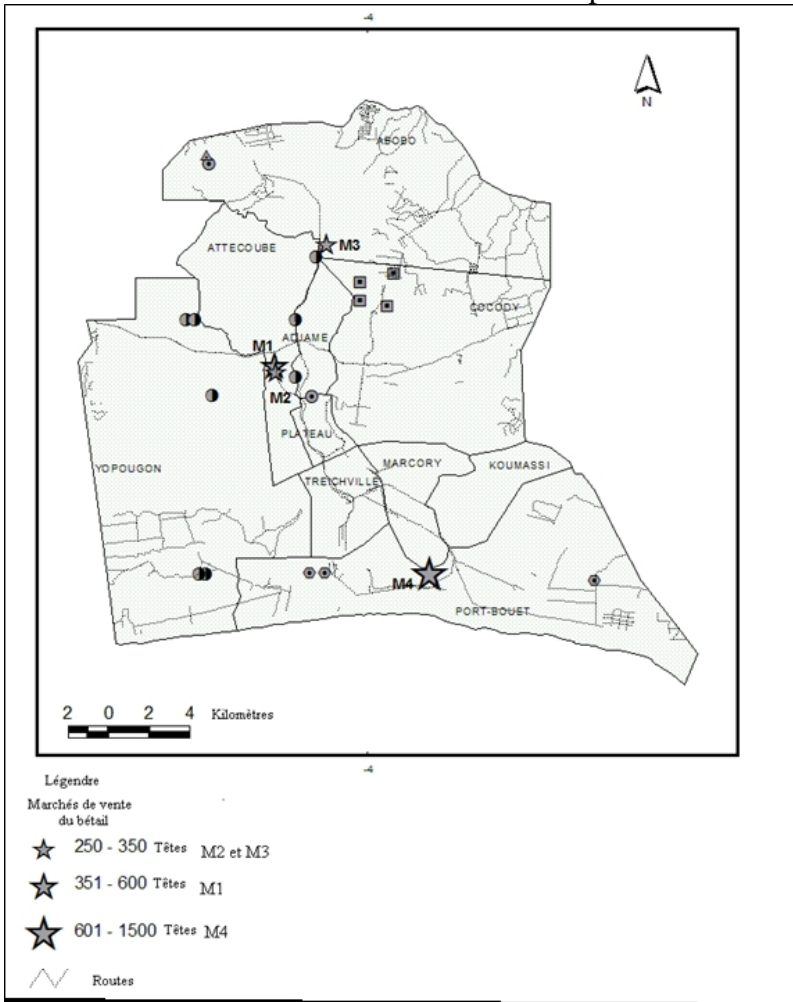 -4
N
ABOBO
ATTECOUBE
M3
COCODY
M1
ADJAME
M2
PLATEAU
MARCORY
KOUMASSI
YOPOUGON
TREICHVILLE
M4
PORT-BOUET
2 0 2 4 Kilomètres
-4
Légendre
Marchés de vente
du bétail
250 - 350 Têtes M2 et M3
351 - 600 Têtes M1
601 - 1500 Têtes M4
Routes